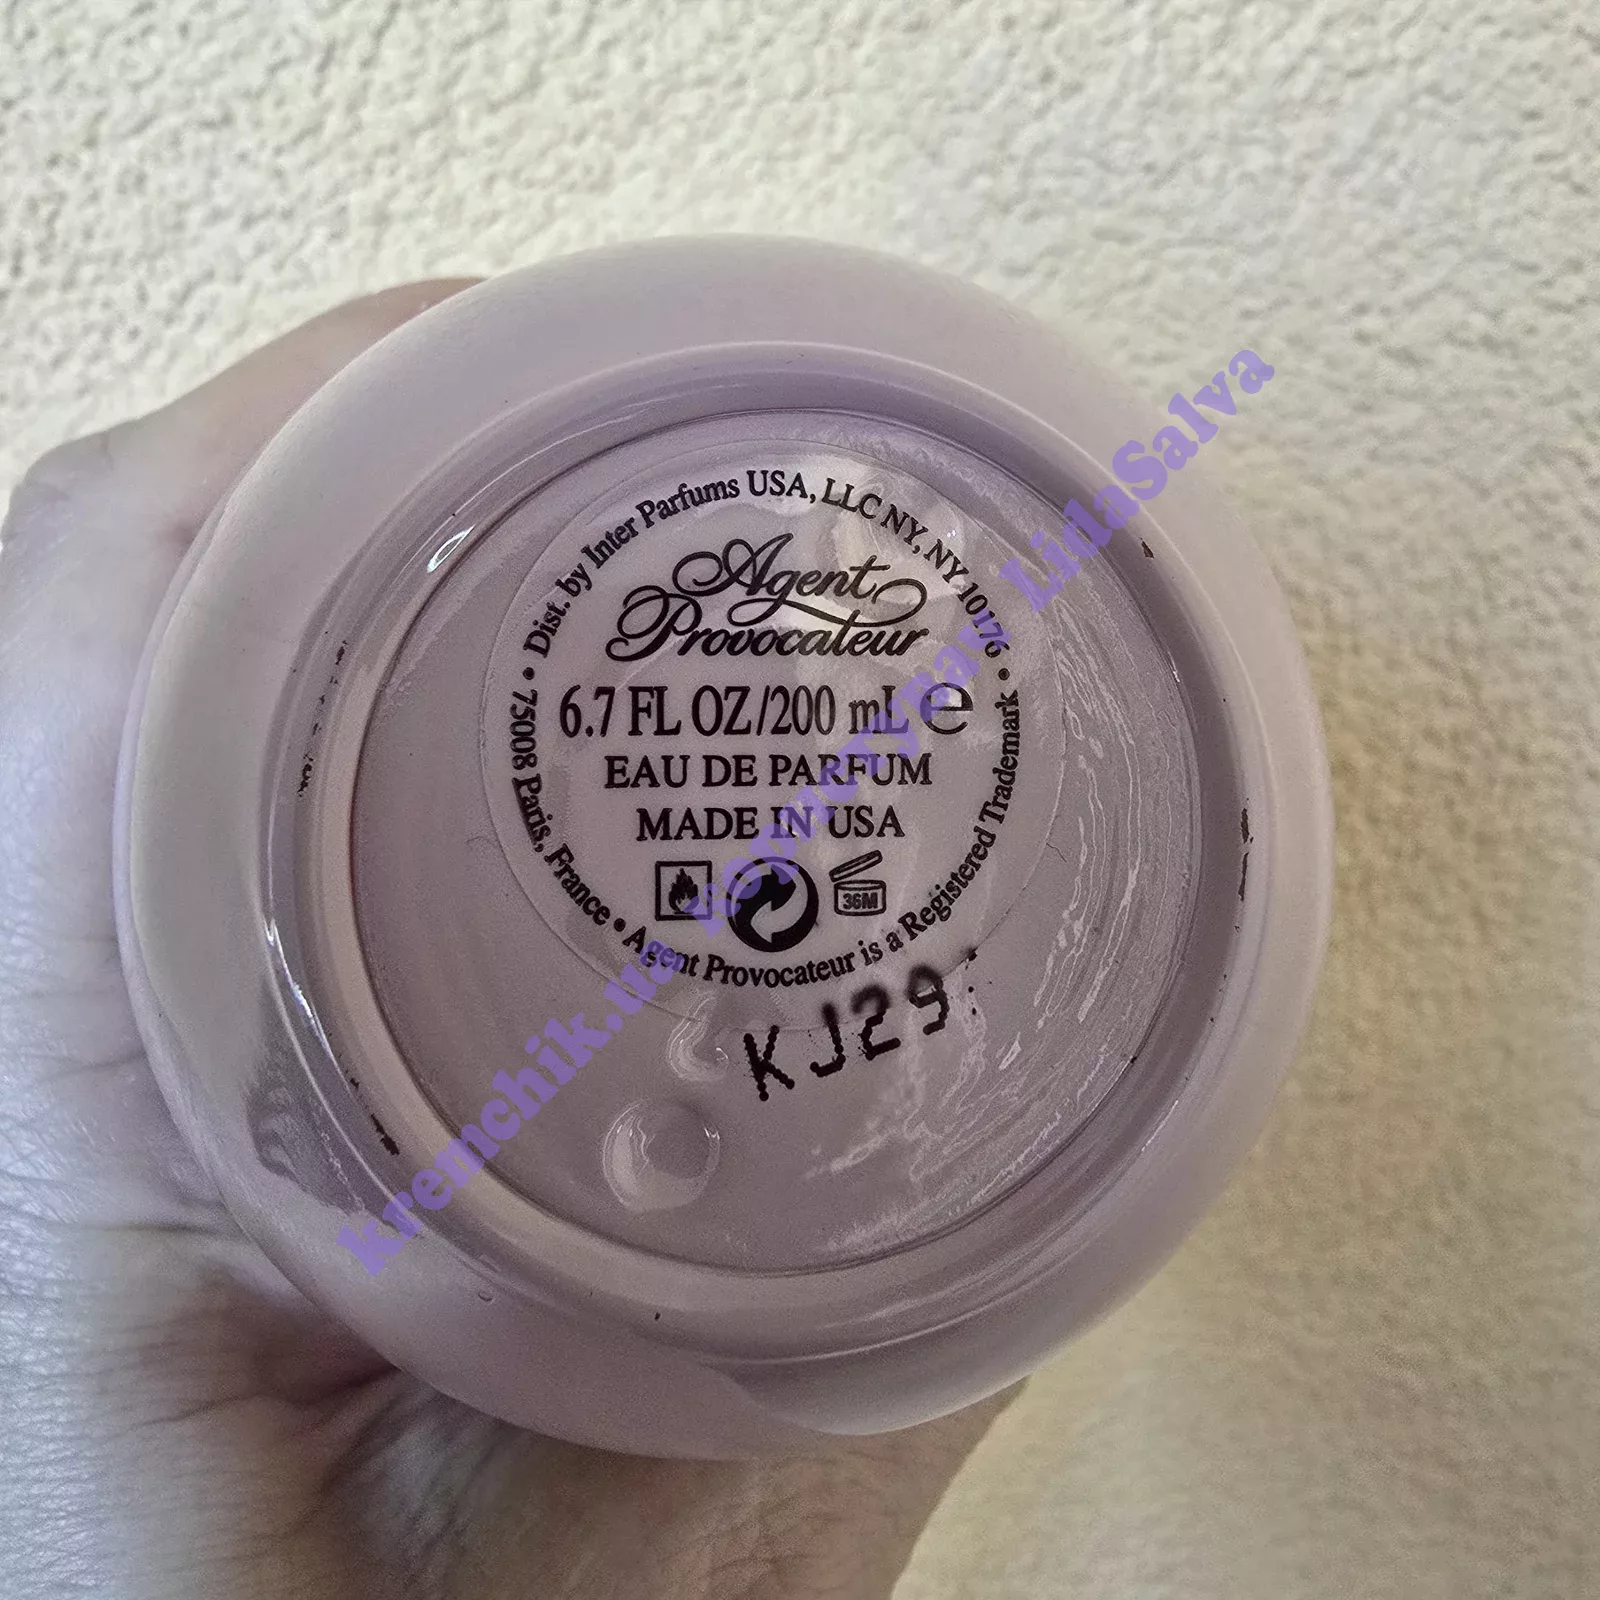 • Dist. by Inter Parfums USA, LLC NY, NY 10176 •
Agent
Provocateur
6.7 FL OZ/200 mL e
EAU DE PARFUM
MADE IN USA
36M
75008 Paris, France • Agent Provocateur is a Registered Trademark
KJ29
kremchik.ua користувач LidaSalva